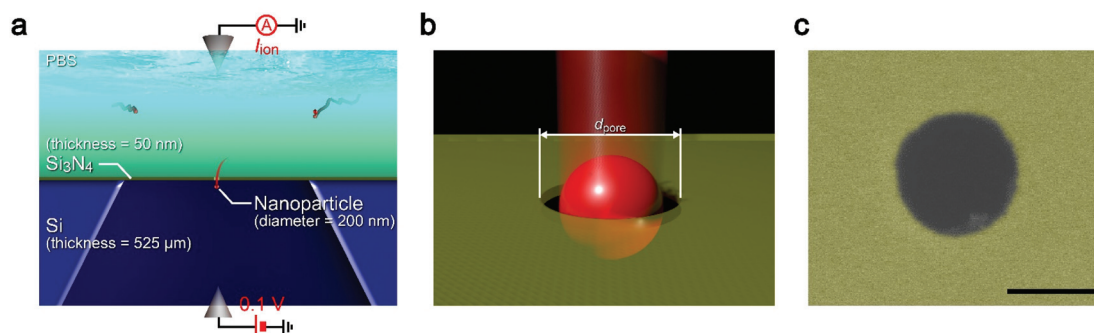 a
A
I_ion
PBS
(thickness = 50 nm)
Si₃N₄
Nanoparticle
(diameter = 200 nm)
Si
(thickness = 525 μm)
0.1 V
b
d_pore
c